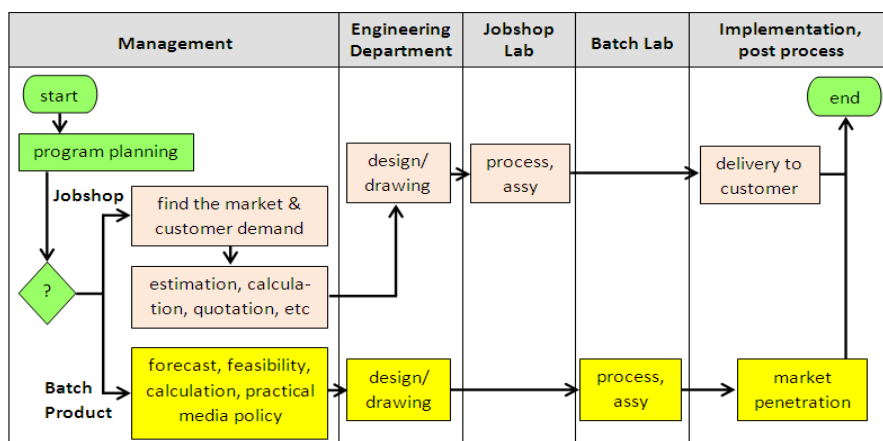 Management
Engineering
Department
Jobshop
Lab
Batch Lab
Implementation,
post process
start
end
program planning
design/
drawing
process,
assy
delivery to
customer
Jobshop
find the market &
customer demand
?
estimation, calcula-
tion, quotation, etc
Batch
Product
forecast, feasibility,
calculation, practical
media policy
design/
drawing
process,
assy
market
penetration